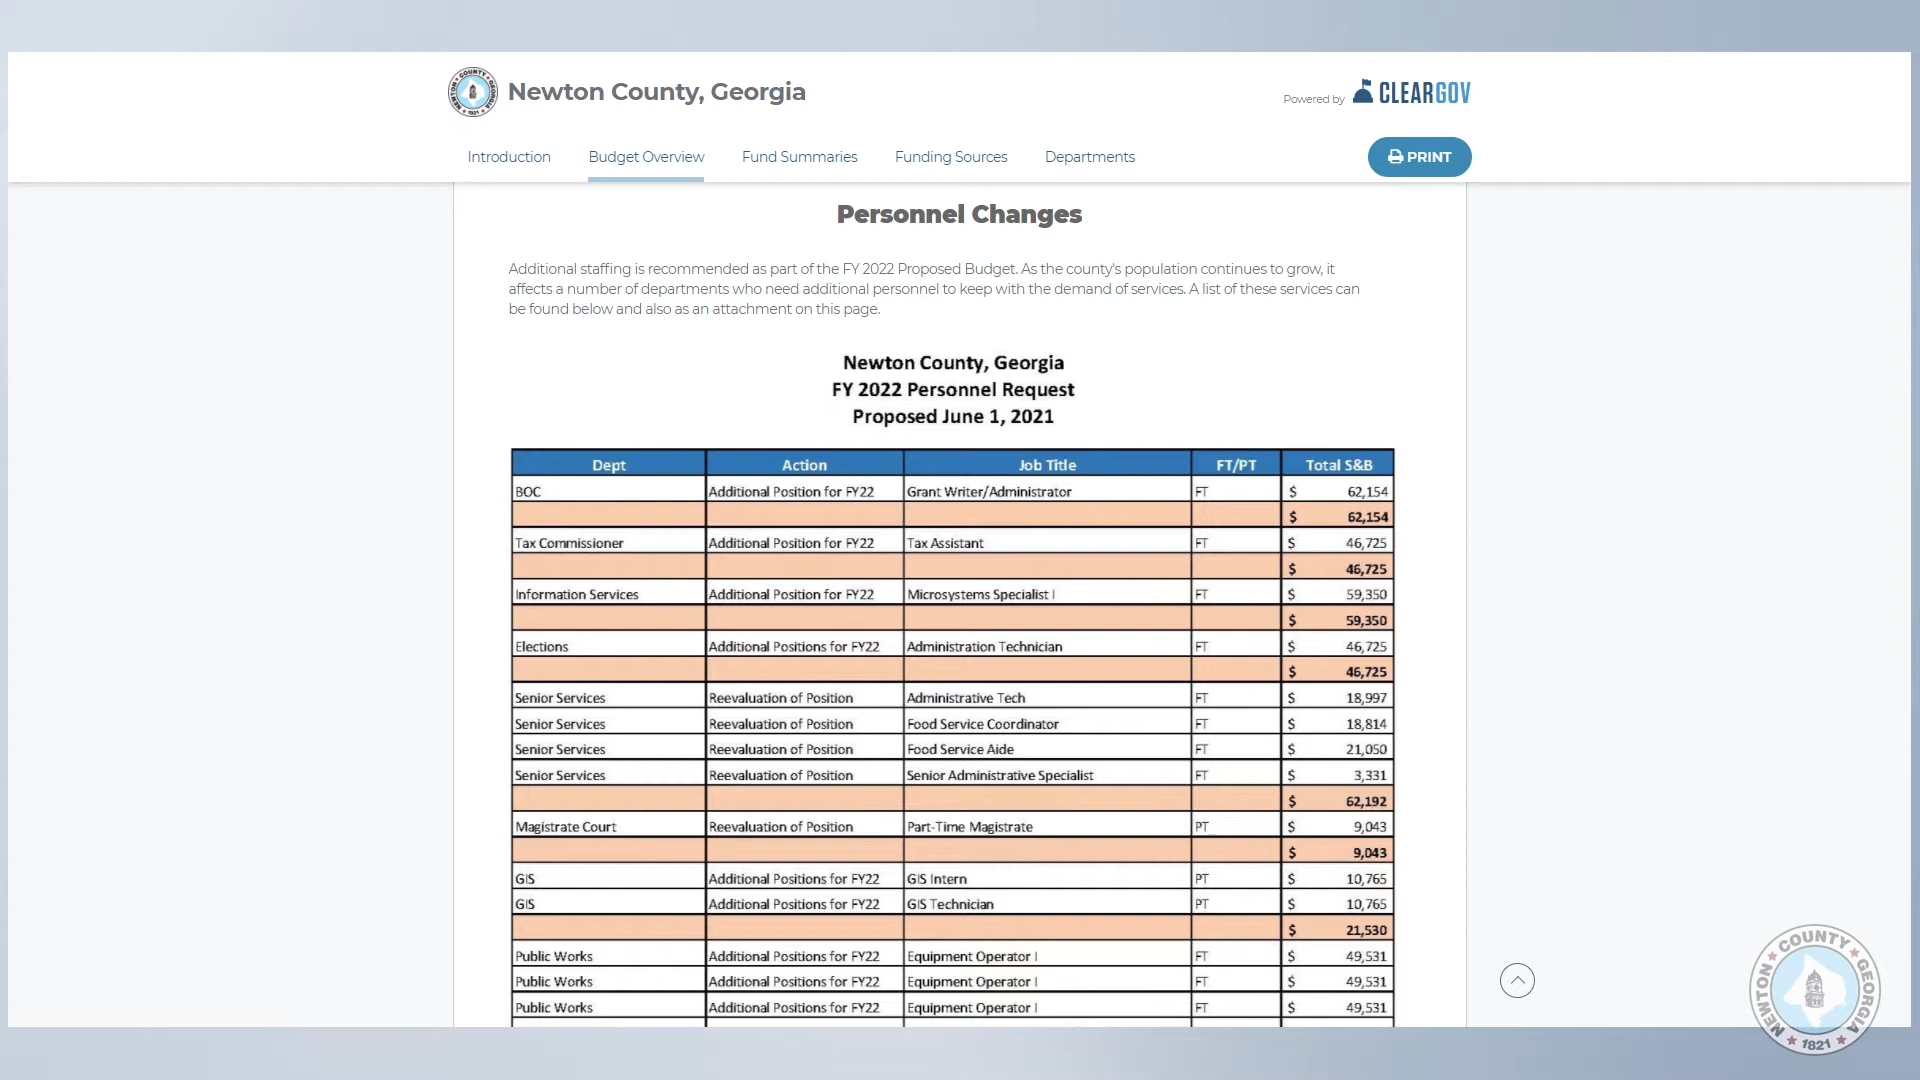 Newton County, Georgia
Powered by CLEARGOV
Introduction Budget Overview Fund Summaries Funding Sources Departments PRINT
Personnel Changes
Additional staffing is recommended as part of the FY 2022 Proposed Budget. As the county's population continues to grow, it
affects a number of departments who need additional personnel to keep with the demand of services. A list of these services can
be found below and also as an attachment on this page.
Newton County, Georgia
FY 2022 Personnel Request
Proposed June 1, 2021
Dept Action Job Title FT/PT Total S&B
BOC Additional Position for FY22 Grant Writer/Administrator FT $ 62,154
$ 62,154
Tax Commissioner Additional Position for FY22 Tax Assistant FT $ 46,725
$ 46,725
Information Services Additional Position for FY22 Microsystems Specialist I FT $ 59,350
$ 59,350
Elections Additional Positions for FY22 Administration Technician FT $ 46,725
$ 46,725
Senior Services Reevaluation of Position Administrative Tech FT $ 18,997
Senior Services Reevaluation of Position Food Service Coordinator FT $ 18,814
Senior Services Reevaluation of Position Food Service Aide FT $ 21,050
Senior Services Reevaluation of Position Senior Administrative Specialist FT $ 3,331
$ 62,192
Magistrate Court Reevaluation of Position Part-Time Magistrate PT $ 9,043
$ 9,043
GIS Additional Positions for FY22 GIS Intern PT $ 10,765
GIS Additional Positions for FY22 GIS Technician PT $ 10,765
$ 21,530
Public Works Additional Positions for FY22 Equipment Operator I FT $ 49,531
Public Works Additional Positions for FY22 Equipment Operator I FT $ 49,531
Public Works Additional Positions for FY22 Equipment Operator I FT $ 49,531
NEWTON COUNTY GEORGIA
1821